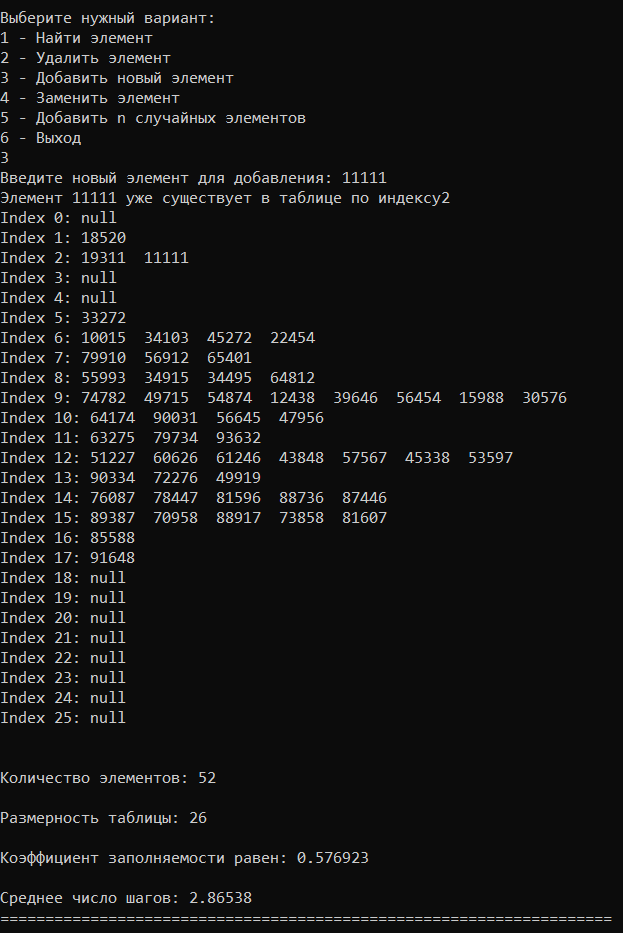 Выберите нужный вариант:
1 - Найти элемент
2 - Удалить элемент
3 - Добавить новый элемент
4 - Заменить элемент
5 - Добавить n случайных элементов
6 - Выход
3
Введите новый элемент для добавления: 11111
Элемент 11111 уже существует в таблице по индексу2
Index 0: null
Index 1: 18520
Index 2: 19311  11111
Index 3: null
Index 4: null
Index 5: 33272
Index 6: 10015  34103  45272  22454
Index 7: 79910  56912  65401
Index 8: 55993  34915  34495  64812
Index 9: 74782  49715  54874  12438  39646  56454  15988  30576
Index 10: 64174  90031  56645  47956
Index 11: 63275  79734  93632
Index 12: 51227  60626  61246  43848  57567  45338  53597
Index 13: 90334  72276  49919
Index 14: 76087  78447  81596  88736  87446
Index 15: 89387  70958  88917  73858  81607
Index 16: 85588
Index 17: 91648
Index 18: null
Index 19: null
Index 20: null
Index 21: null
Index 22: null
Index 23: null
Index 24: null
Index 25: null
Количество элементов: 52
Размерность таблицы: 26
Коэффициент заполняемости равен: 0.576923
Среднее число шагов: 2.86538
====================================================================